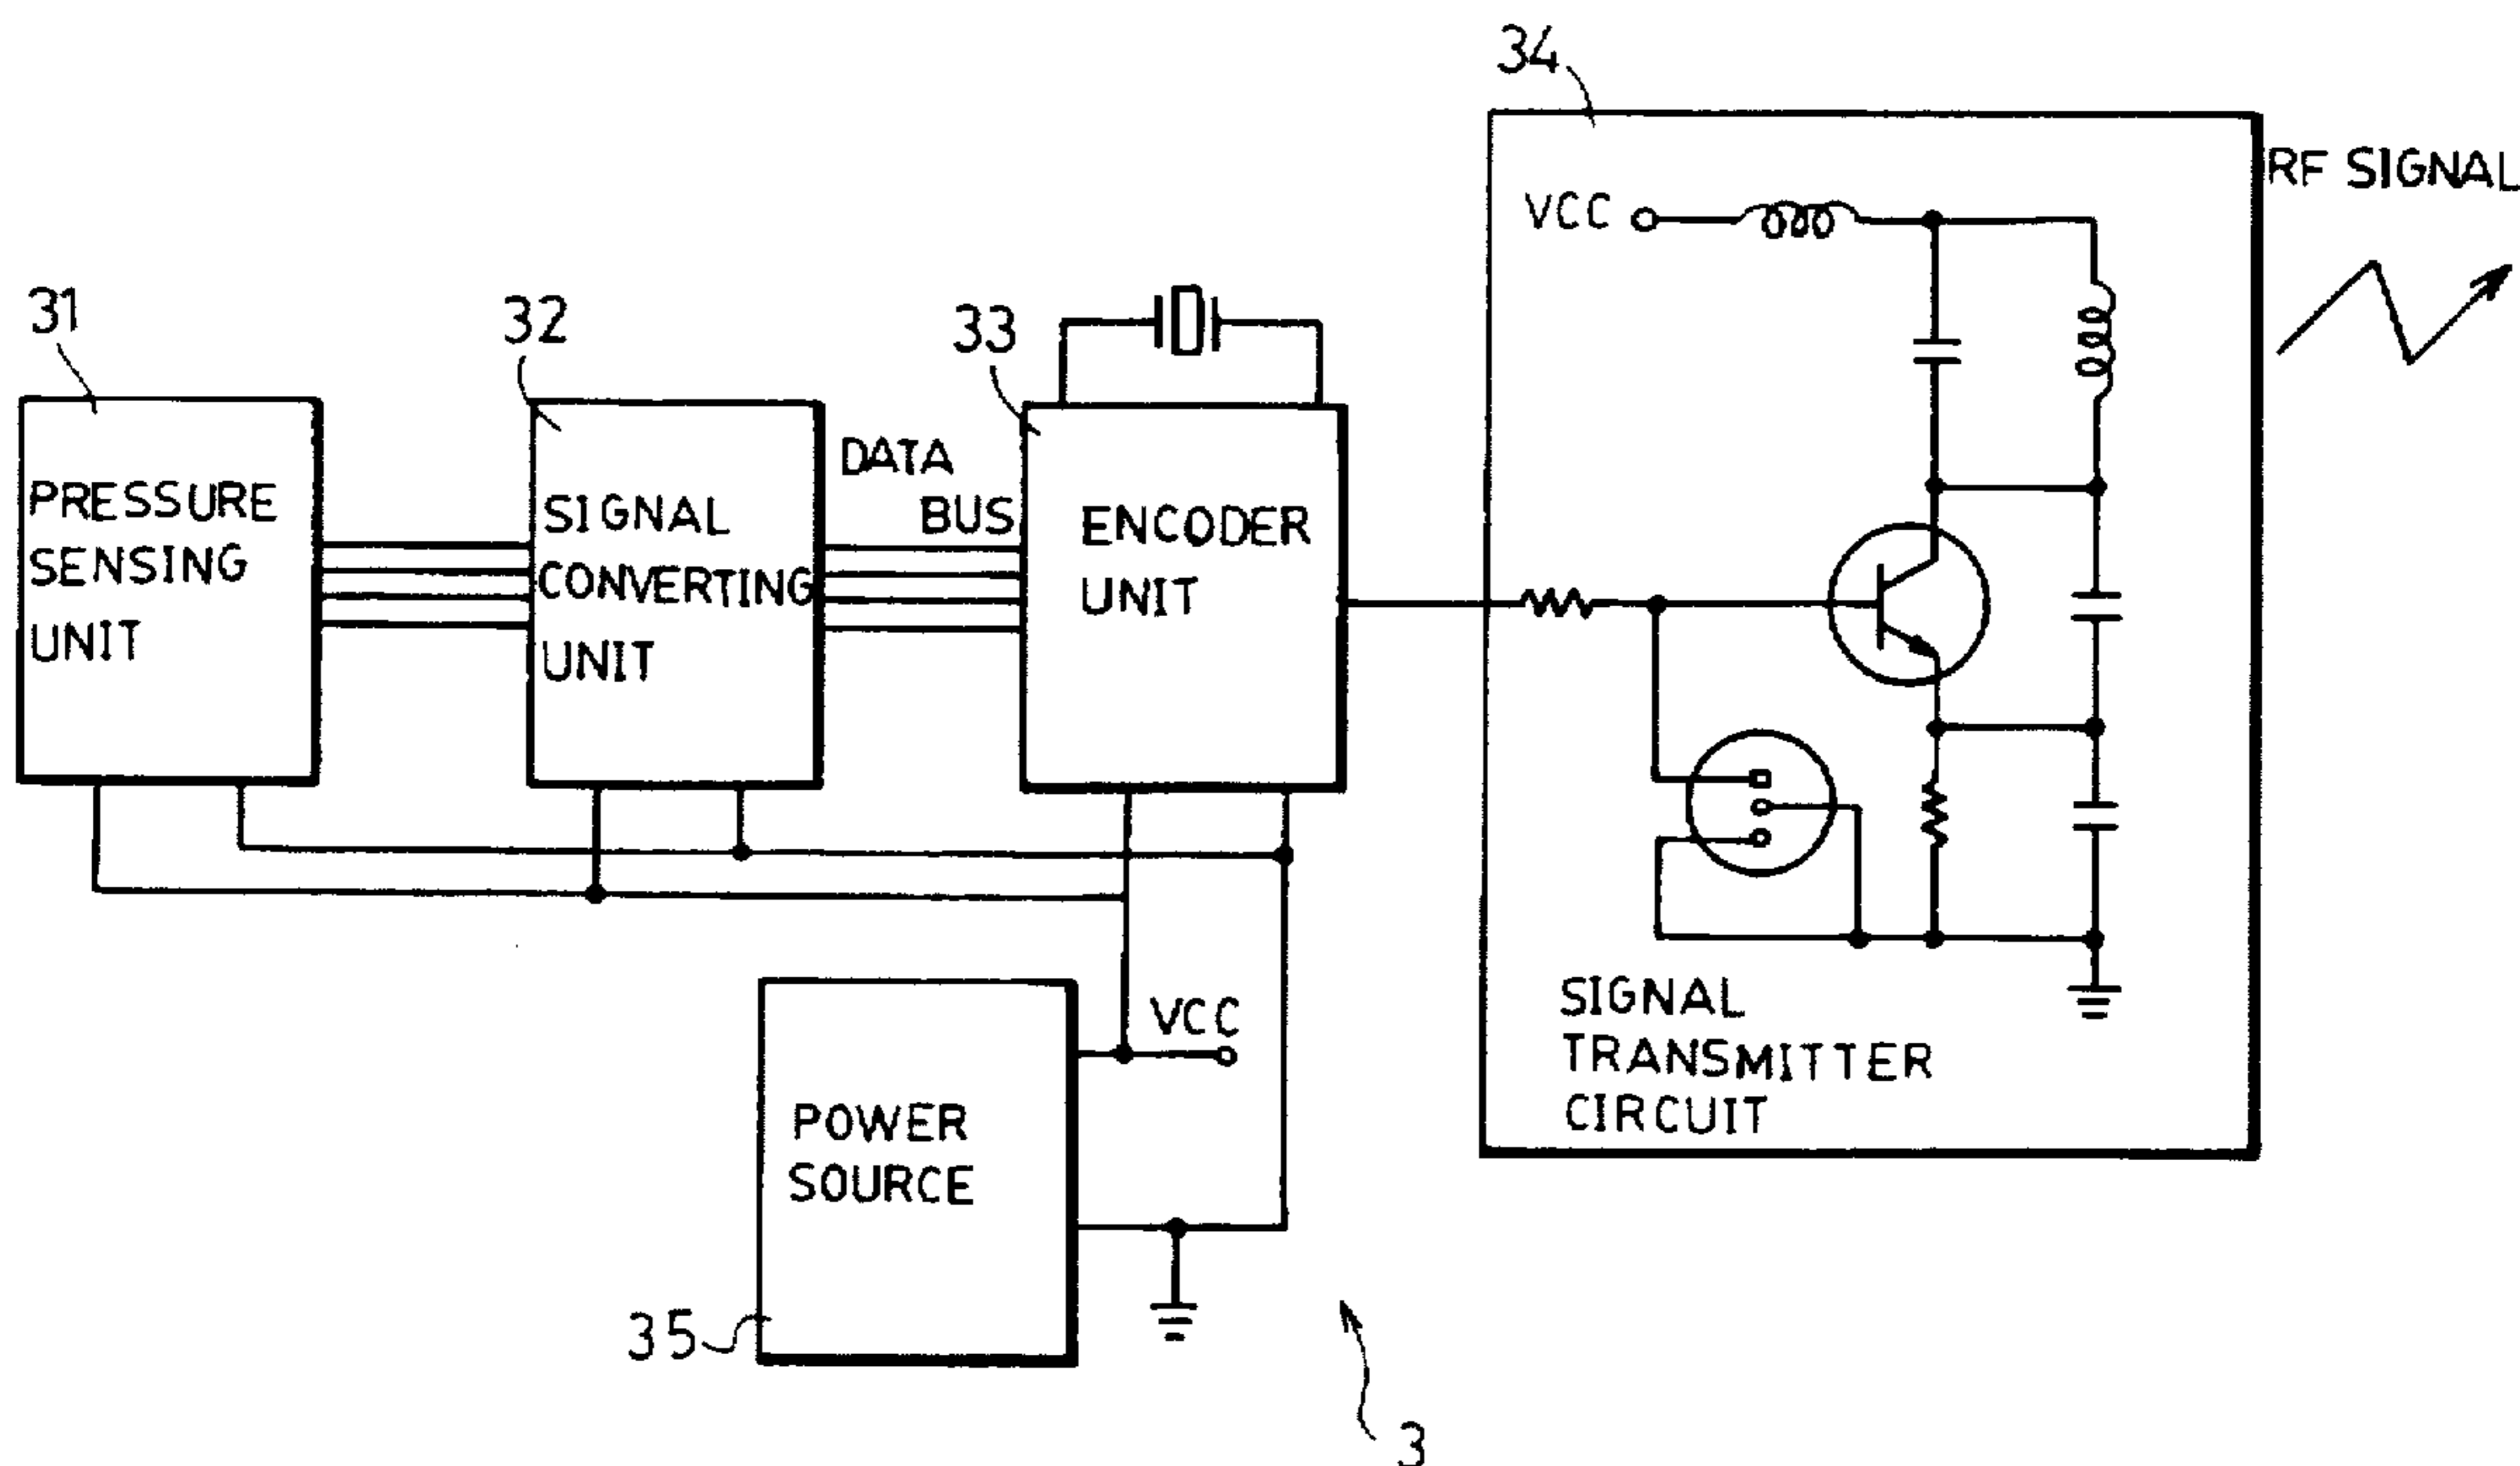 34
RF SIGNAL
VCC
31
32
33
PRESSURE
SENSING
UNIT
SIGNAL
CONVERTING
UNIT
DATA
BUS
ENCODER
UNIT
SIGNAL
TRANSMITTER
CIRCUIT
VCC
POWER
SOURCE
35
3